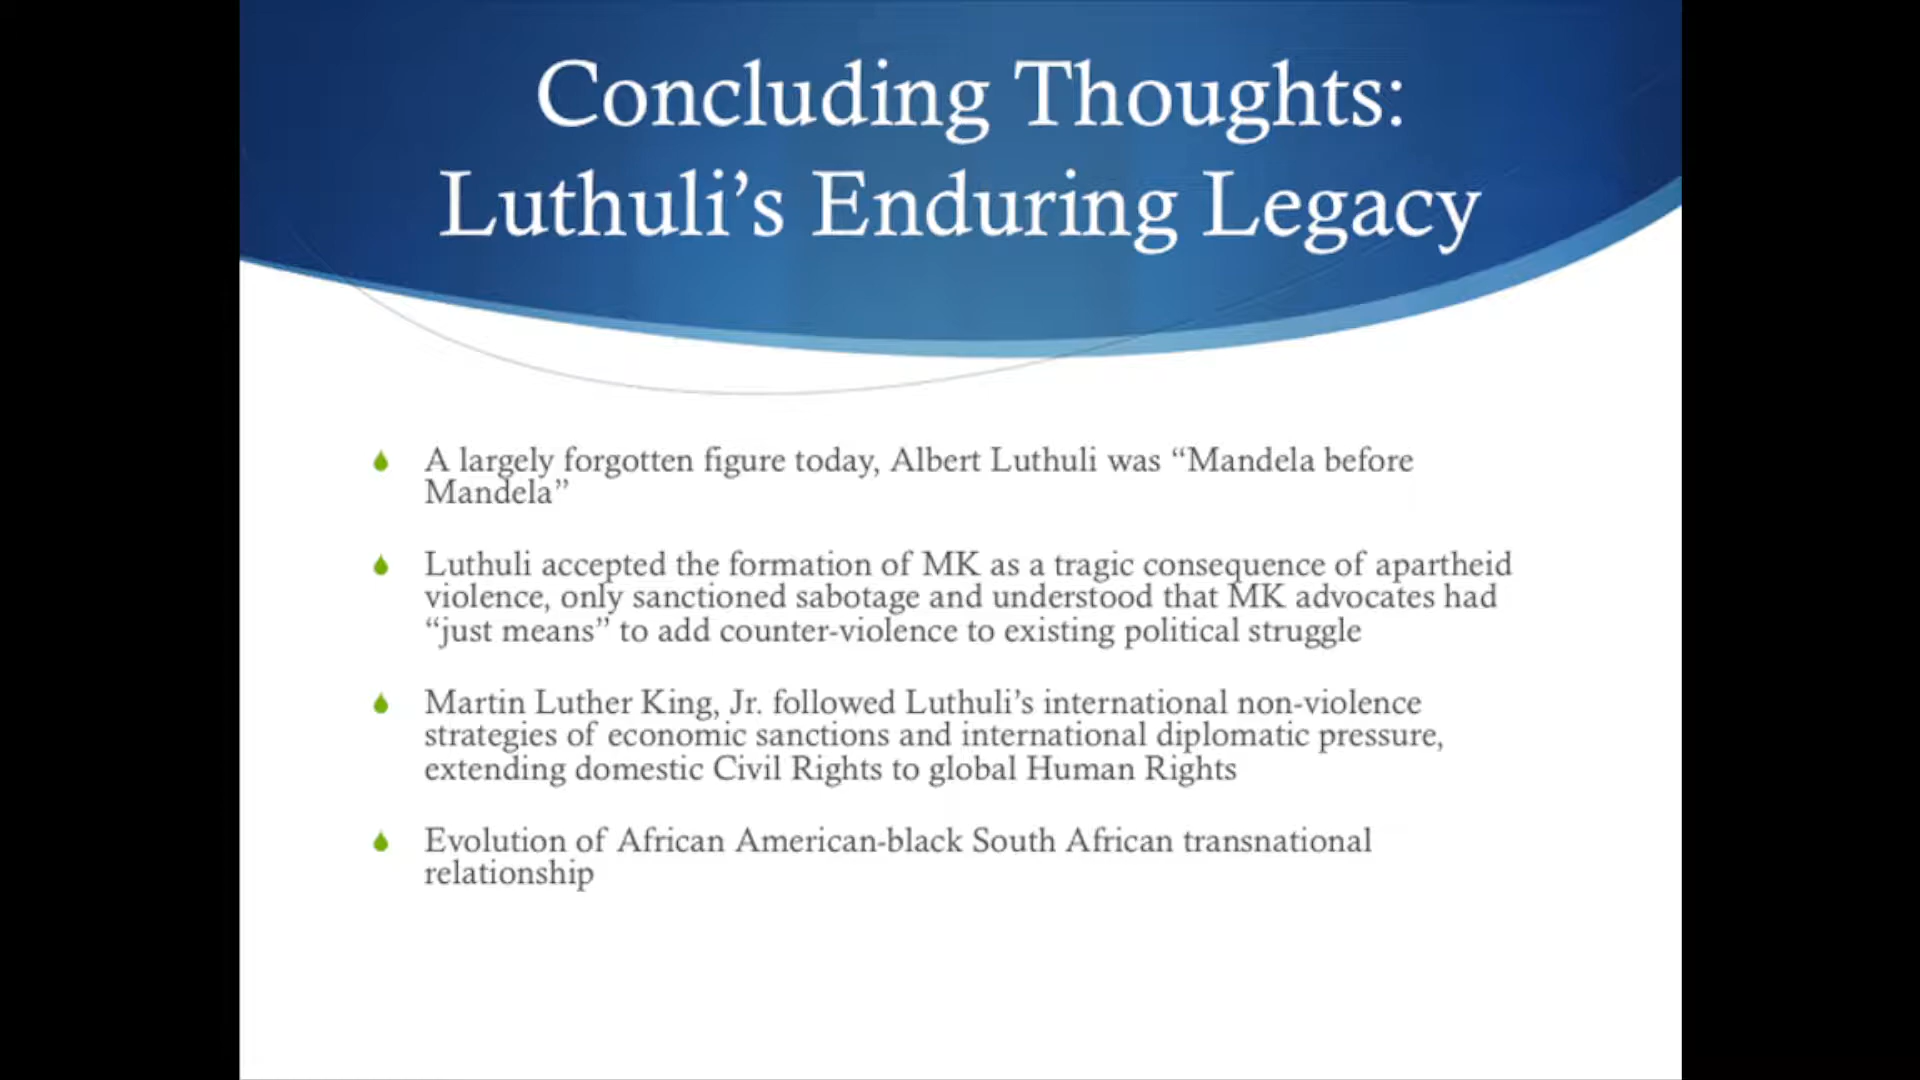 Concluding Thoughts:
Luthuli’s Enduring Legacy
A largely forgotten figure today, Albert Luthuli was “Mandela before
Mandela”
Luthuli accepted the formation of MK as a tragic consequence of apartheid
violence, only sanctioned sabotage and understood that MK advocates had
“just means” to add counter-violence to existing political struggle
Martin Luther King, Jr. followed Luthuli’s international non-violence
strategies of economic sanctions and international diplomatic pressure,
extending domestic Civil Rights to global Human Rights
Evolution of African American-black South African transnational
relationship